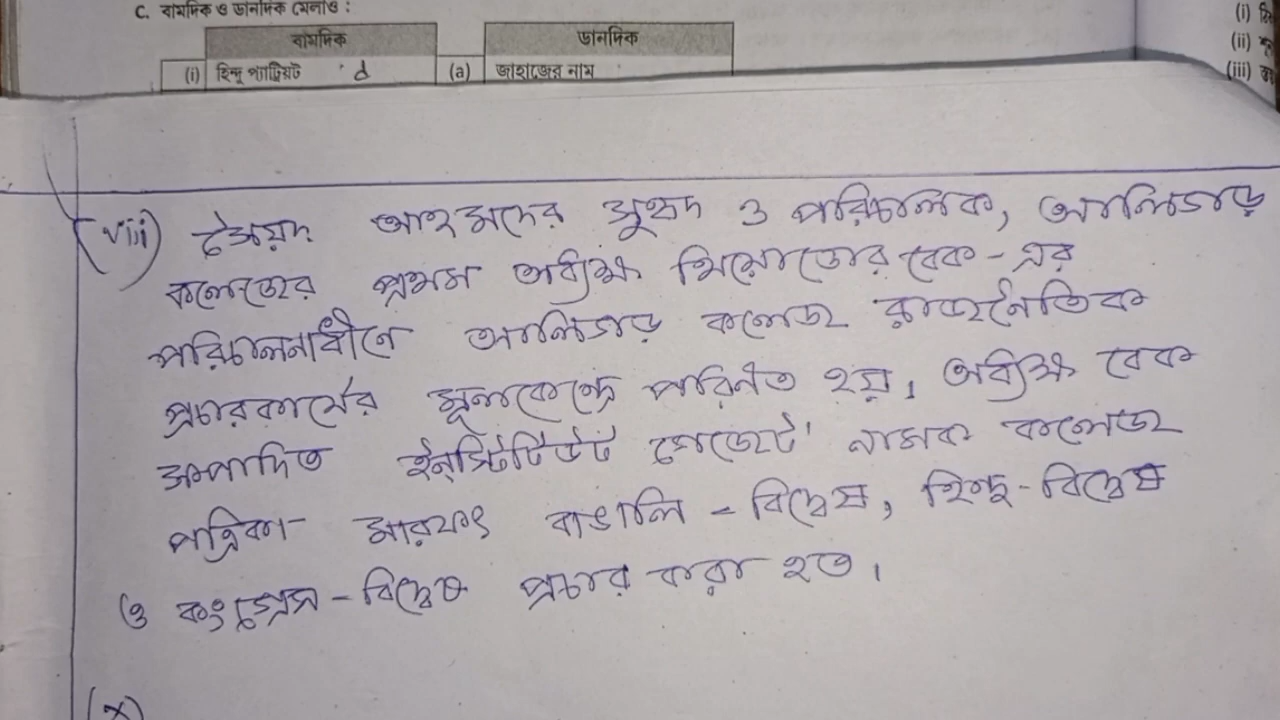 C. বামদিক ও ডানদিক মেলাও :
বামদিক ডানদিক
(i) হিন্দু প্যাট্রিয়ট d (a) জাহাজের নাম
(i)
(ii)
(iii)
(viii) সৈয়দ আহমদের সুহৃদ ও পরিচালক, আলিগড়
কলেজের প্রথম অধ্যক্ষ থিয়োডোর বেক-এর
পরিচালনাধীনে আলিগড় কলেজ রাজনৈতিক
প্রচারকার্যের মূলকেন্দ্রে পরিণত হয়। অধ্যক্ষ বেক
সম্পাদিত ইনস্টিটিউট গেজেট' নামক কলেজ
পত্রিকা মারফৎ বাঙালি-বিদ্বেষ, হিন্দু-বিদ্বেষ
ও কংগ্রেস-বিদ্বেষ প্রচার করা হত।
(x)